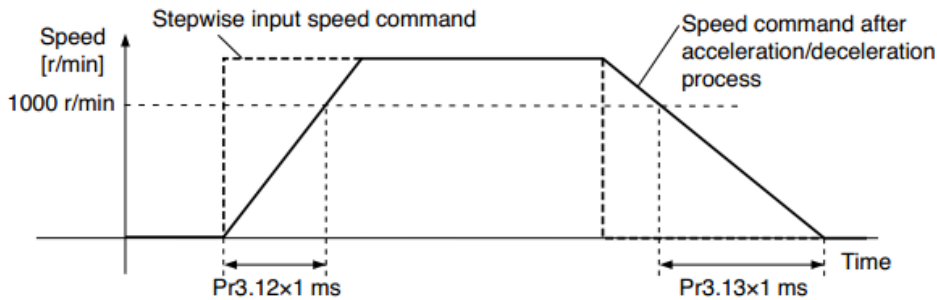 Stepwise input speed command
Speed
[r/min]
Speed command after
acceleration/deceleration
process
1000 r/min
Time
Pr3.12×1 ms
Pr3.13×1 ms